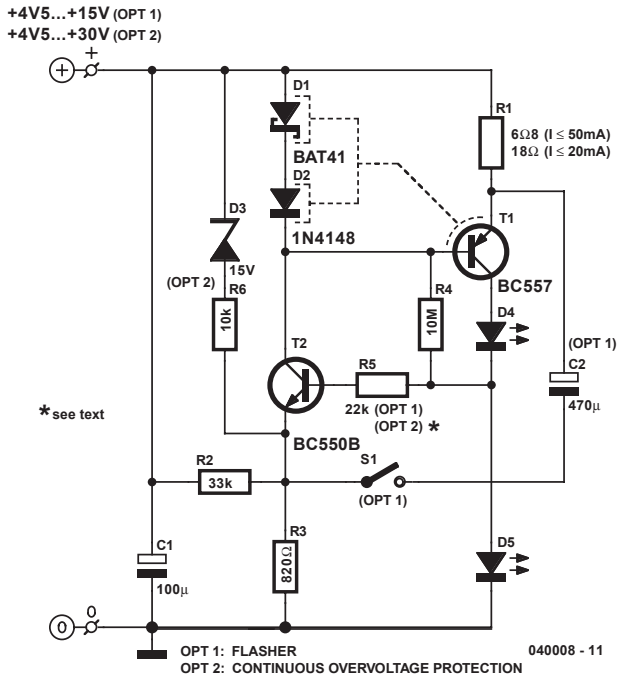 +4V5...+15V (OPT 1)
+4V5...+30V (OPT 2)
+
D1
R1
6Ω8 (I ≤ 50mA)
18Ω (I ≤ 20mA)
BAT41
D2
D3
T1
1N4148
15V
(OPT 2)
R6
BC557
R4
D4
10k
10M
(OPT 1)
T2
R5
C2
22k (OPT 1)
(OPT 2) *
470µ
*see text
BC550B
S1
R2
33k
(OPT 1)
R3
D5
C1
820Ω
100µ
0
0
OPT 1: FLASHER
040008 - 11
OPT 2: CONTINUOUS OVERVOLTAGE PROTECTION